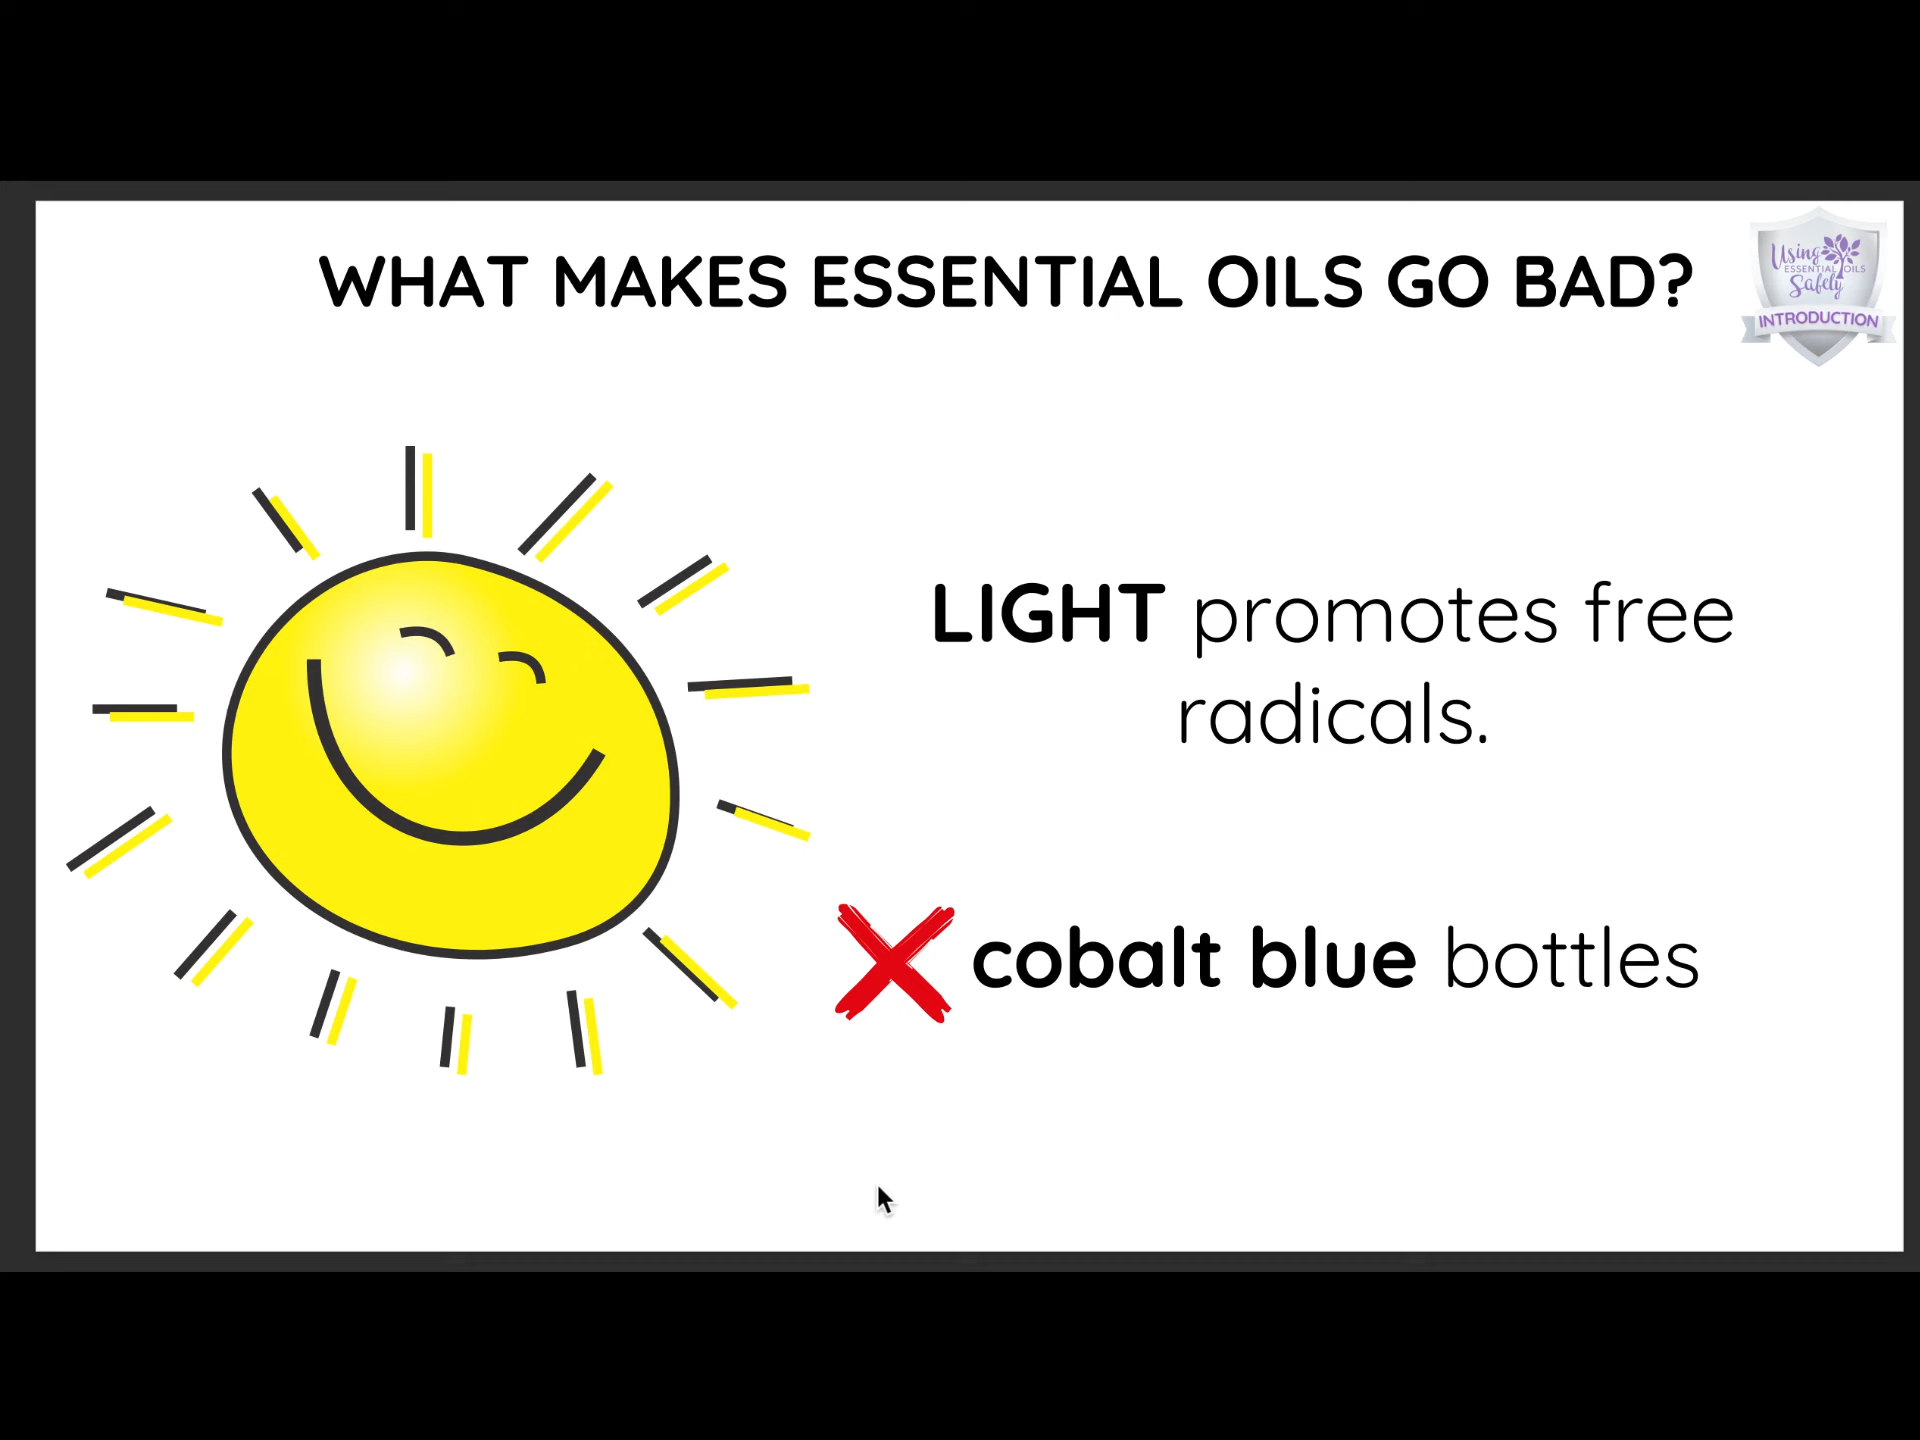 WHAT MAKES ESSENTIAL OILS GO BAD?
Using
ESSENTIAL OILS
Safely
INTRODUCTION
LIGHT promotes free
radicals.
cobalt blue bottles